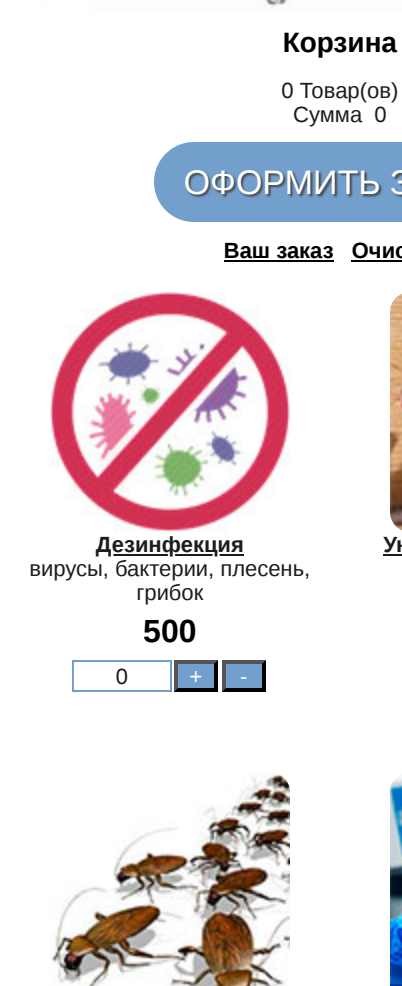 Корзина
0 Товар(ов)
Сумма 0
ОФОРМИТЬ
Ваш заказ
Дезинфекция
вирусы, бактерии, плесень,
грибок
500
0 + -